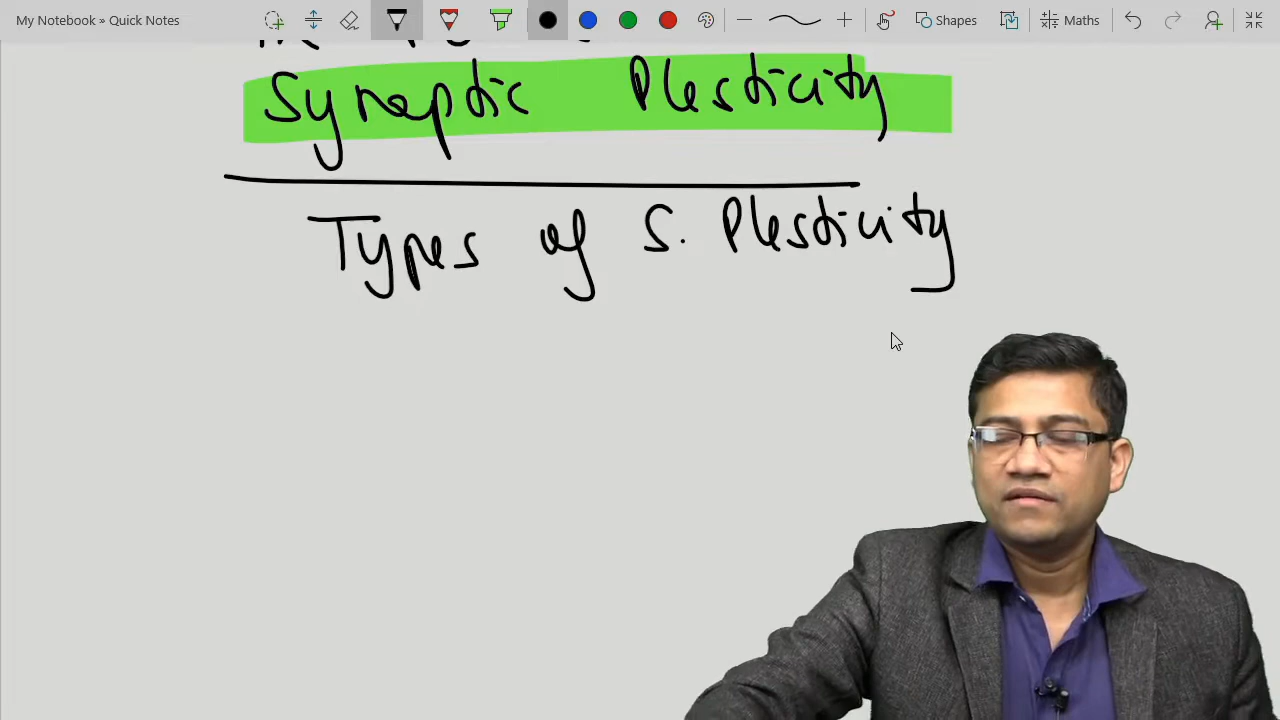 My Notebook » Quick Notes
Shapes
Maths
Synaptic Plasticity
Types of S. Plasticity